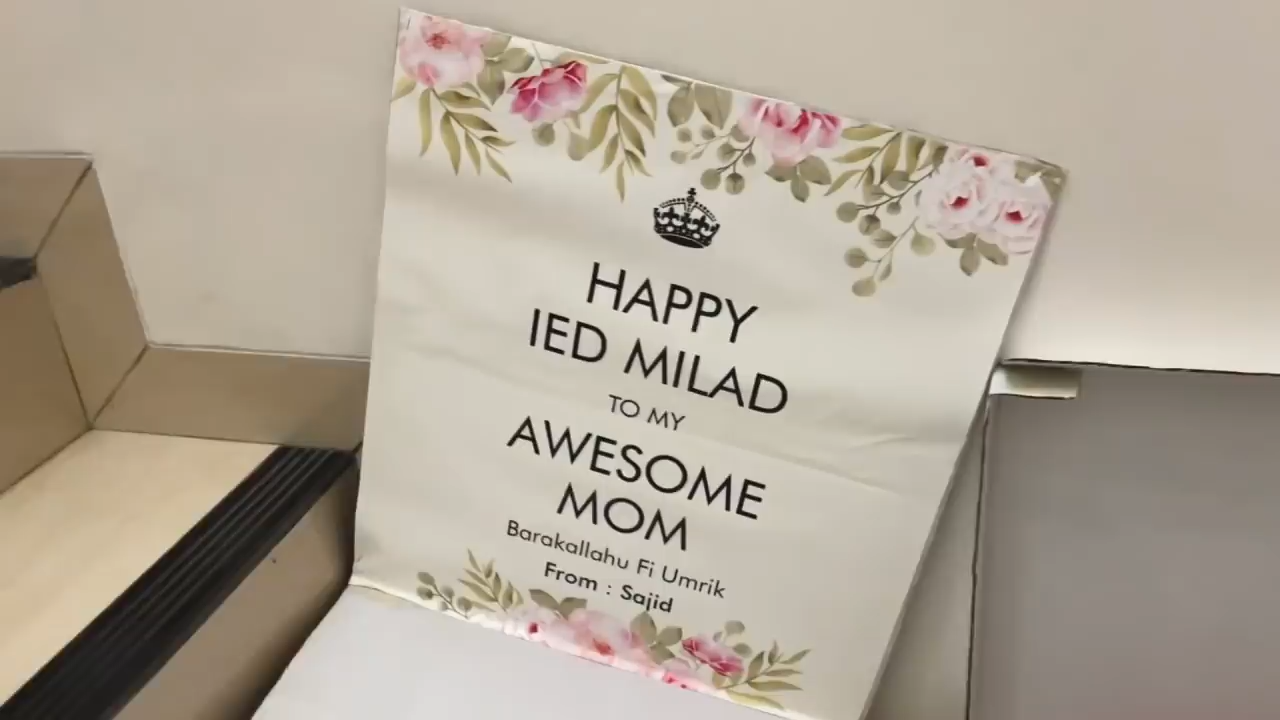 HAPPY
IED MILAD
TO MY
AWESOME
MOM
Barakallahu Fi Umrik
From : Sajid